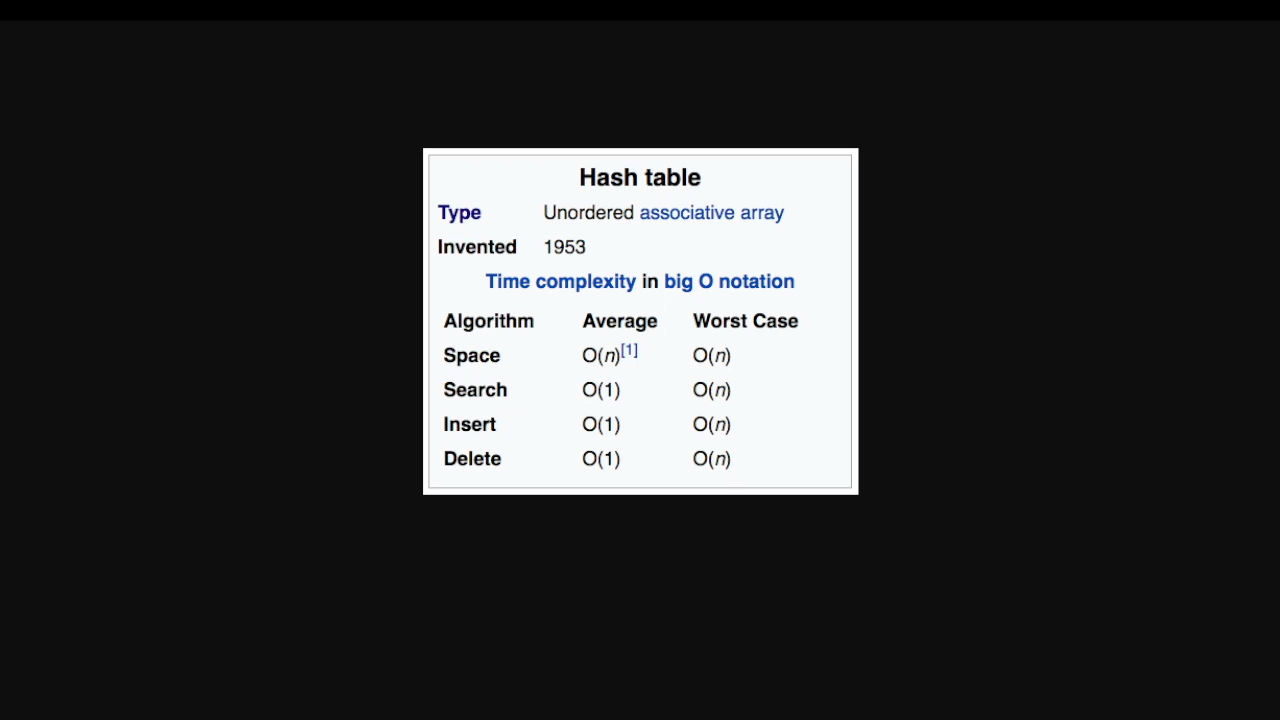 Hash table
Type Unordered associative array
Invented 1953
Time complexity in big O notation
Algorithm Average Worst Case
Space O(n)[1] O(n)
Search O(1) O(n)
Insert O(1) O(n)
Delete O(1) O(n)